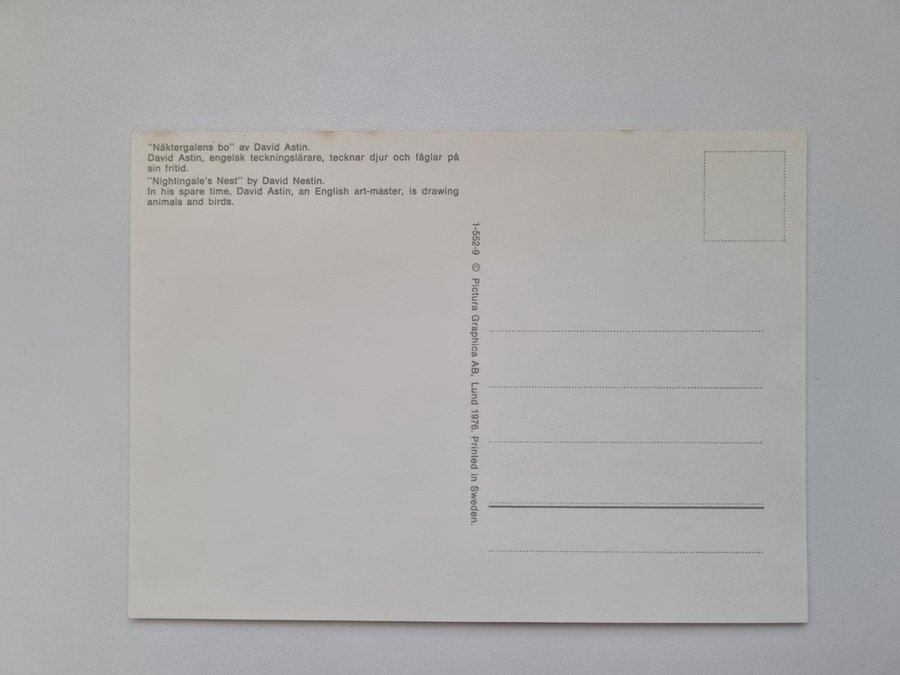 "Näktergalens bo" av David Astin.
David Astin, engelsk teckningslärare, tecknar djur och fåglar på
sin fritid.
"Nightingale's Nest" by David Nestin.
In his spare time, David Astin, an English art-master, is drawing
animals and birds.
1-552-9 © Pictura Graphica AB, Lund 1976. Printed in Sweden.